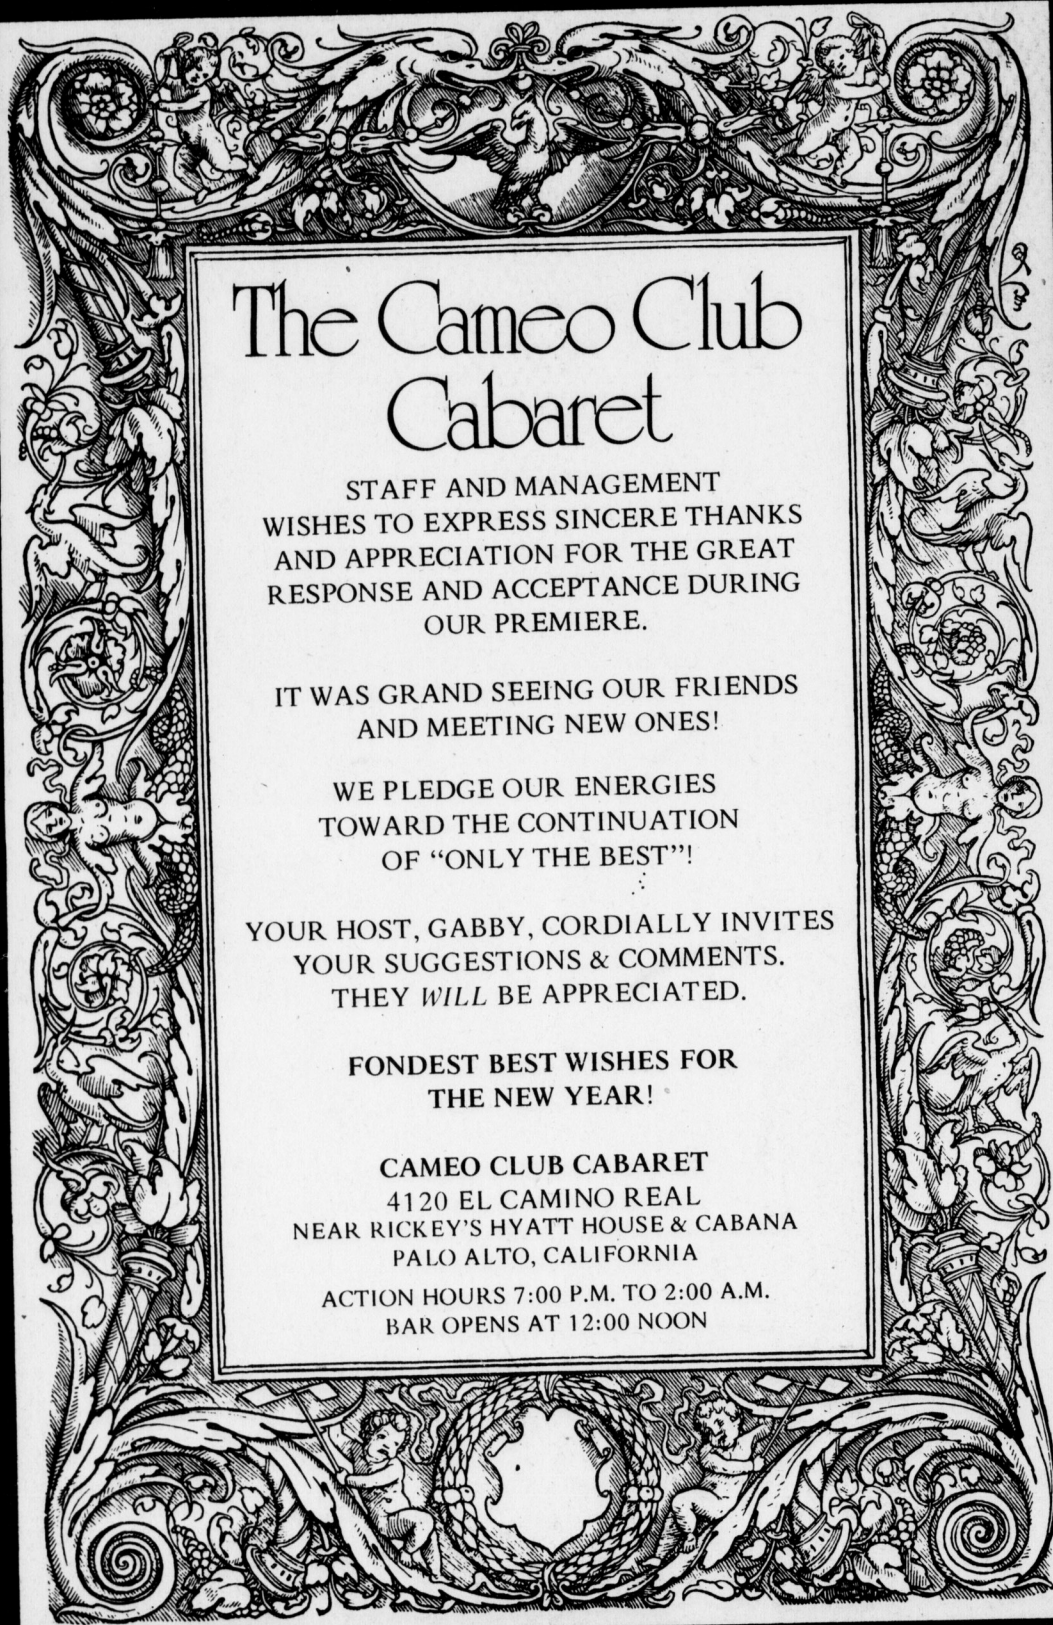 The Cameo Club
Cabaret
STAFF AND MANAGEMENT
WISHES TO EXPRESS SINCERE THANKS
AND APPRECIATION FOR THE GREAT
RESPONSE AND ACCEPTANCE DURING
OUR PREMIERE.
IT WAS GRAND SEEING OUR FRIENDS
AND MEETING NEW ONES!
WE PLEDGE OUR ENERGIES
TOWARD THE CONTINUATION
OF “ONLY THE BEST”!
YOUR HOST, GABBY, CORDIALLY INVITES
YOUR SUGGESTIONS & COMMENTS.
THEY WILL BE APPRECIATED.
FONDEST BEST WISHES FOR
THE NEW YEAR!
CAMEO CLUB CABARET
4120 EL CAMINO REAL
NEAR RICKEY'S HYATT HOUSE & CABANA
PALO ALTO, CALIFORNIA
ACTION HOURS 7:00 P.M. TO 2:00 A.M.
BAR OPENS AT 12:00 NOON